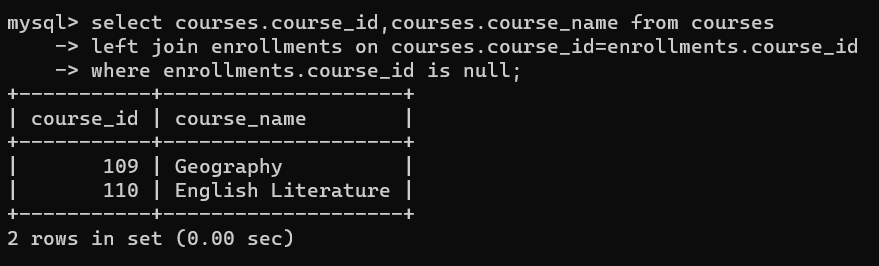 mysql> select courses.course_id,courses.course_name from courses
    -> left join enrollments on courses.course_id=enrollments.course_id
    -> where enrollments.course_id is null;
+-----------+--------------------+
| course_id | course_name        |
+-----------+--------------------+
|       109 | Geography          |
|       110 | English Literature |
+-----------+--------------------+
2 rows in set (0.00 sec)